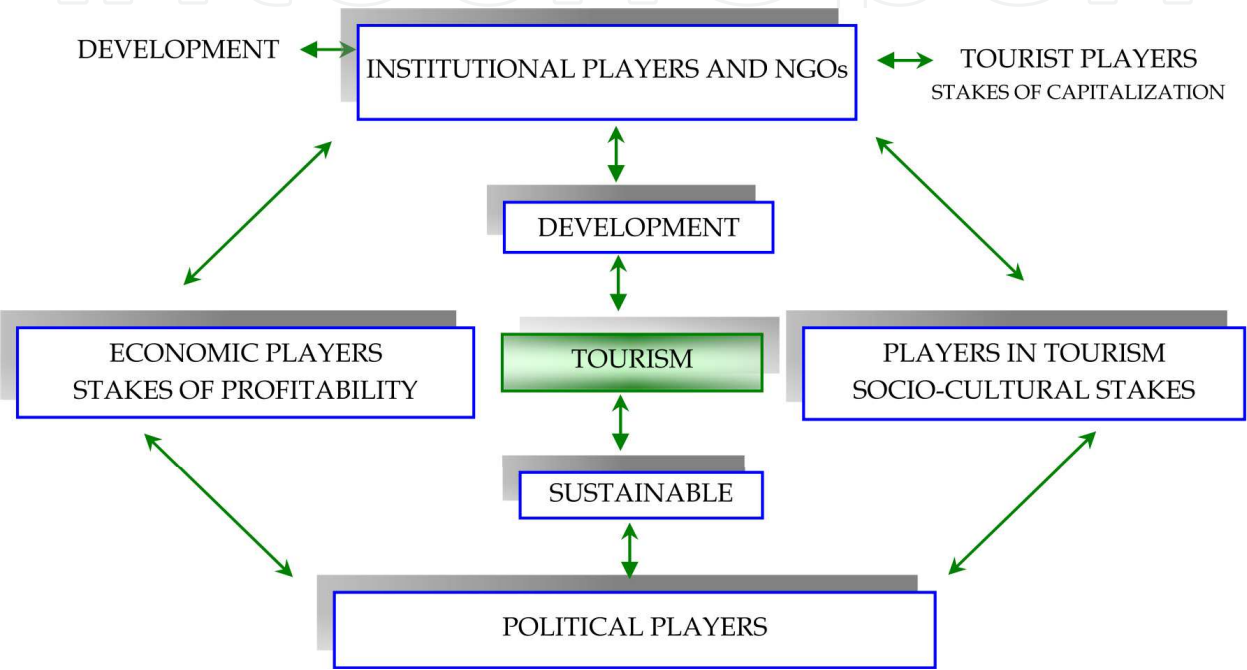 DEVELOPMENT
INSTITUTIONAL PLAYERS AND NGOs
TOURIST PLAYERS
STAKES OF CAPITALIZATION
DEVELOPMENT
ECONOMIC PLAYERS
STAKES OF PROFITABILITY
TOURISM
PLAYERS IN TOURISM
SOCIO-CULTURAL STAKES
SUSTAINABLE
POLITICAL PLAYERS